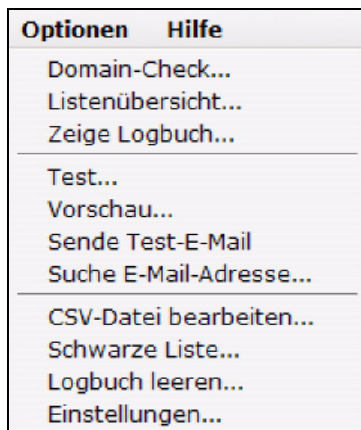 Optionen Hilfe
Domain-Check...
Listenübersicht...
Zeige Logbuch...
Test...
Vorschau...
Sende Test-E-Mail
Suche E-Mail-Adresse...
CSV-Datei bearbeiten...
Schwarze Liste...
Logbuch leeren...
Einstellungen...